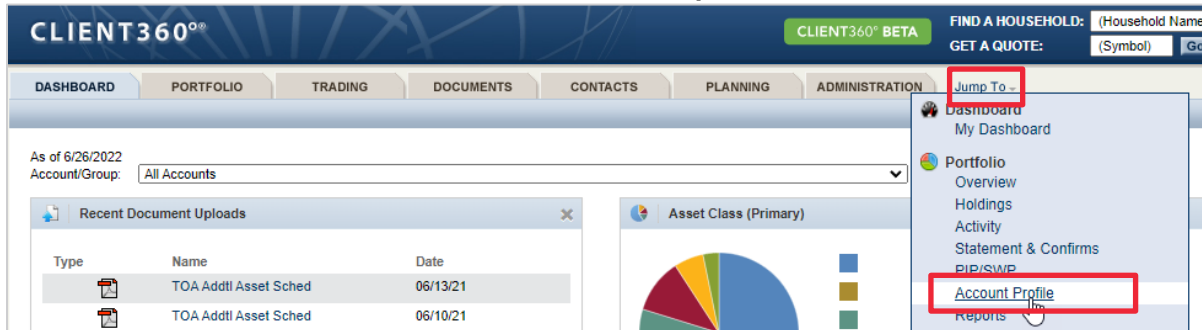 CLIENT360°®
CLIENT360° BETA
FIND A HOUSEHOLD: (Household Name
GET A QUOTE: (Symbol) Go
DASHBOARD PORTFOLIO TRADING DOCUMENTS CONTACTS PLANNING ADMINISTRATION Jump To
Dashboard
My Dashboard
As of 6/26/2022
Account/Group: All Accounts
Portfolio
Overview
Holdings
Activity
Statement & Confirms
PIP/SWP
Account Profile
Reports
Recent Document Uploads
Type Name Date
TOA Addtl Asset Sched 06/13/21
TOA Addtl Asset Sched 06/10/21
Asset Class (Primary)